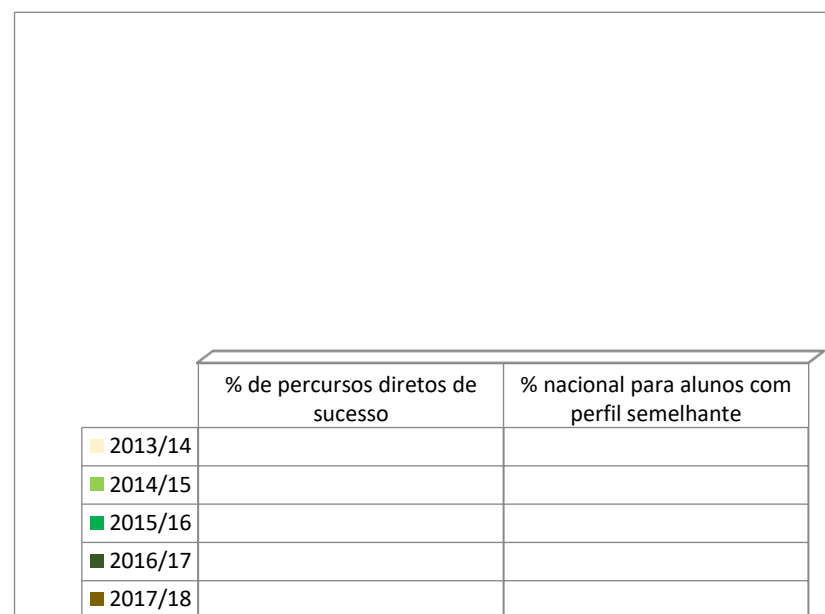 % de percursos diretos de
sucesso
% nacional para alunos com
perfil semelhante
2013/14
2014/15
2015/16
2016/17
2017/18